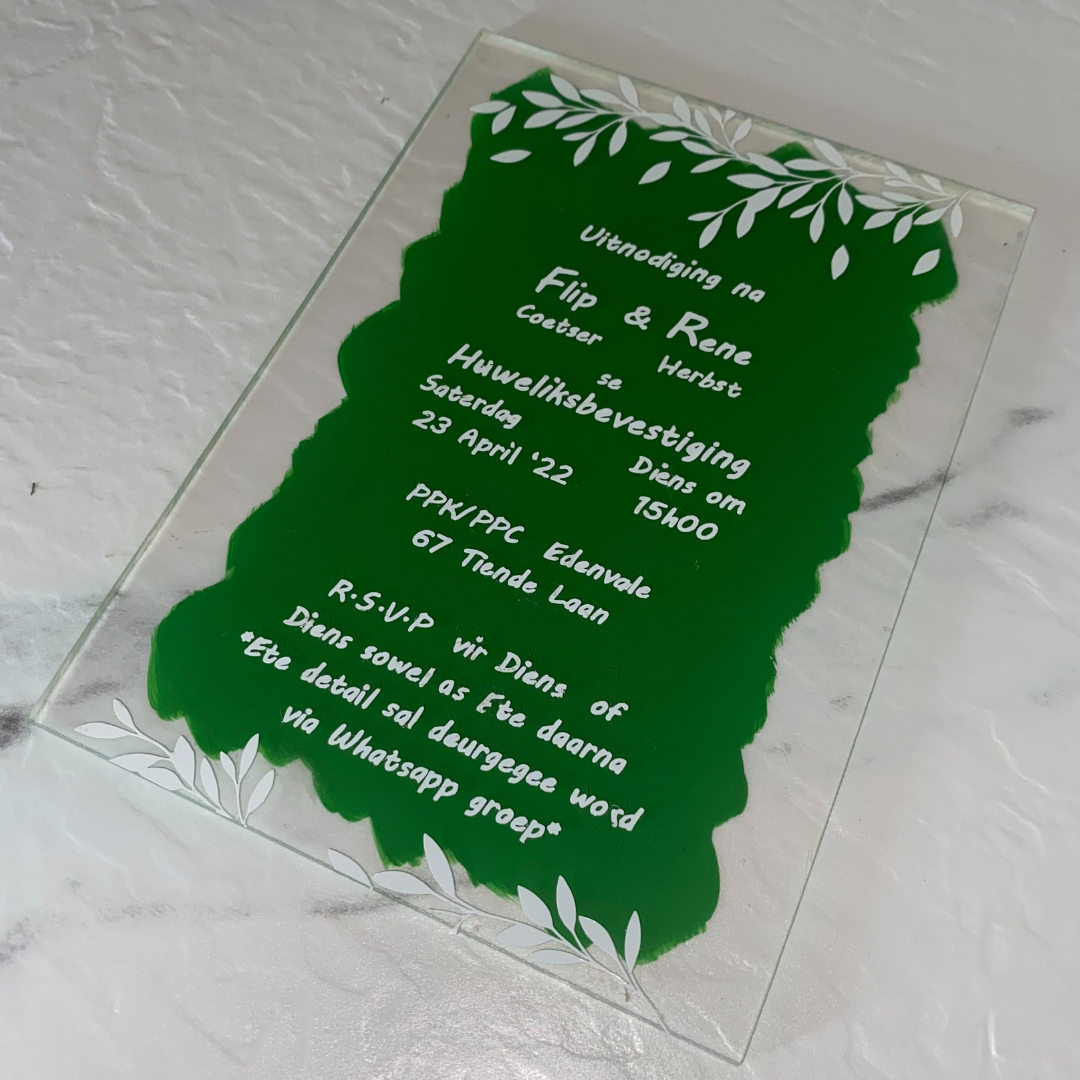 Uitnodiging na
Flip & Rene
Coetser Herbst
se
Huweliksbevestiging
Saterdag Diens om
23 April '22 15h00
PPK/PPC Edenvale
67 Tiende Laan
R.S.V.P vir Diens of
Diens sowel as Ete daarna
*Ete detail sal deurgegee word
via Whatsapp groep*